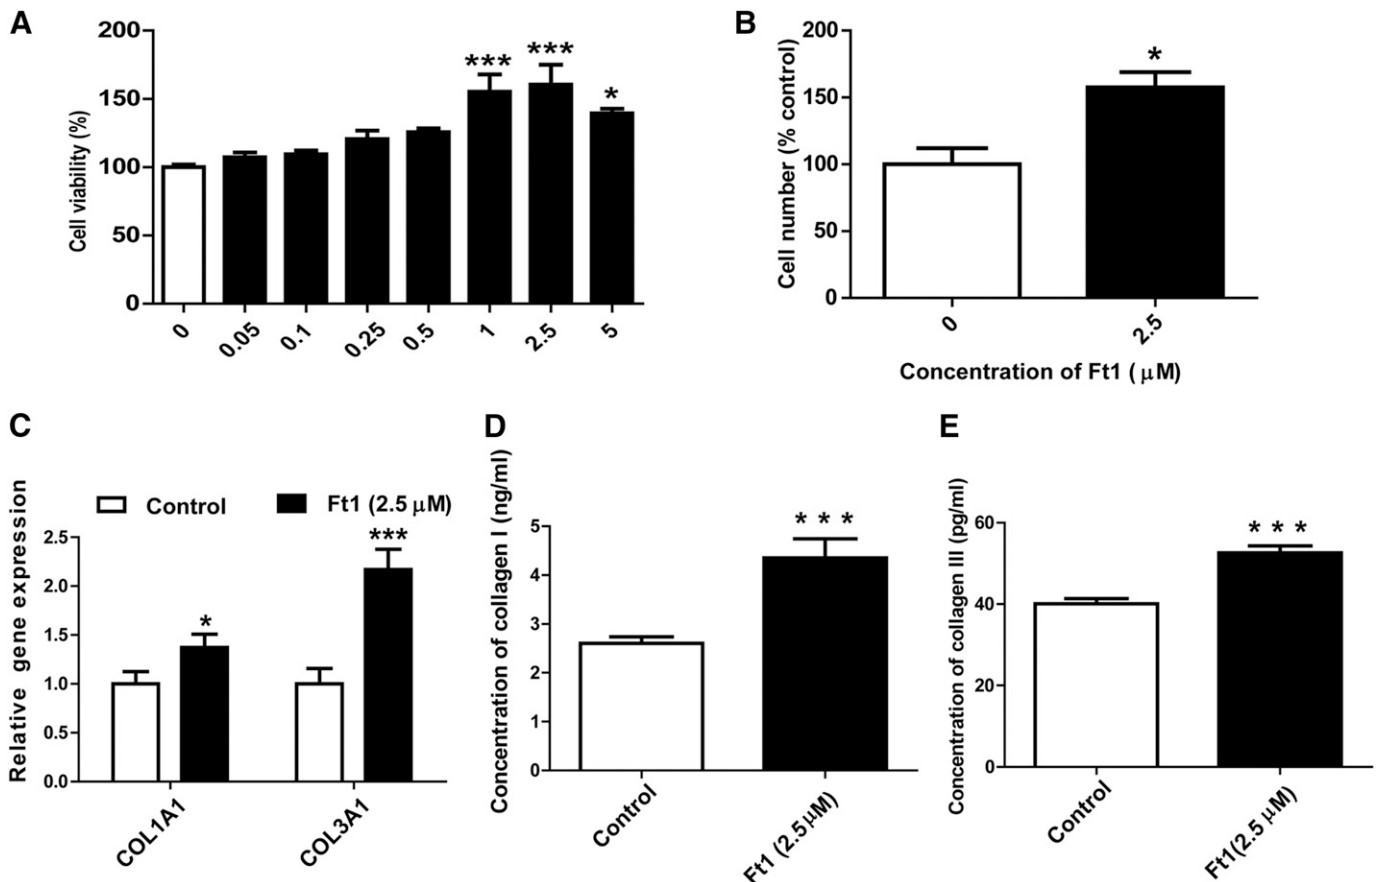 A
Cell viability (%)
200
150
100
50
0
***
***
*
0
0.05
0.1
0.25
0.5
1
2.5
5
B
Cell number (% control)
200
150
100
50
0
*
0
2.5
Concentration of Ft1 ( μM)
C
Relative gene expression
Control
Ft1 (2.5 μM)
2.5
2.0
1.5
1.0
0.5
0.0
*
***
COL1A1
COL3A1
D
Concentration of collagen I (ng/ml)
5
4
3
2
1
0
* * *
Control
Ft1 (2.5 μM)
E
Concentration of collagen III (pg/ml)
60
40
20
0
* * *
Control
Ft1(2.5 μM)